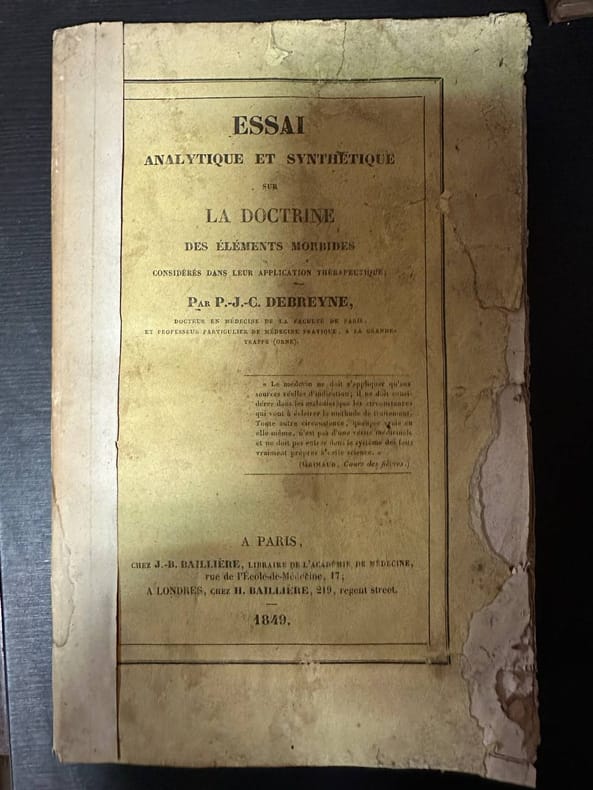 ESSAI
ANALYTIQUE ET SYNTHÉTIQUE
SUR
LA DOCTRINE
DES ÉLÉMENTS MORBIDES
CONSIDÉRÉS DANS LEUR APPLICATION THÉRAPEUTIQUE;
PAR P.-J.-C. DEBREYNE,
DOCTEUR EN MÉDECINE DE LA FACULTÉ DE PARIS,
ET PROFESSEUR PARTICULIER DE MÉDECINE PRATIQUE, A LA GRANDE-
TRAPPE (ORNE).
« Le médecin ne doit s'appliquer qu'aux
sources réelles d'indication; il ne doit consi-
dérer dans les maladies que les circonstances
qui vont à éclairer la méthode de traitement.
Toute autre circonstance, quoique vraie en
elle-même, n'est pas d'une vérité médicinale
et ne doit pas entrer dans le système des faits
vraiment propres à cette science. »
(GRIMAUD, Cours des fièvres.)
A PARIS,
CHEZ J.-B. BAILLIÈRE, LIBRAIRE DE L'ACADÉMIE DE MÉDECINE,
rue de l'École-de-Médecine, 17;
A LONDRES, CHEZ H. BAILLIÈRE, 219, regent street.
1849.